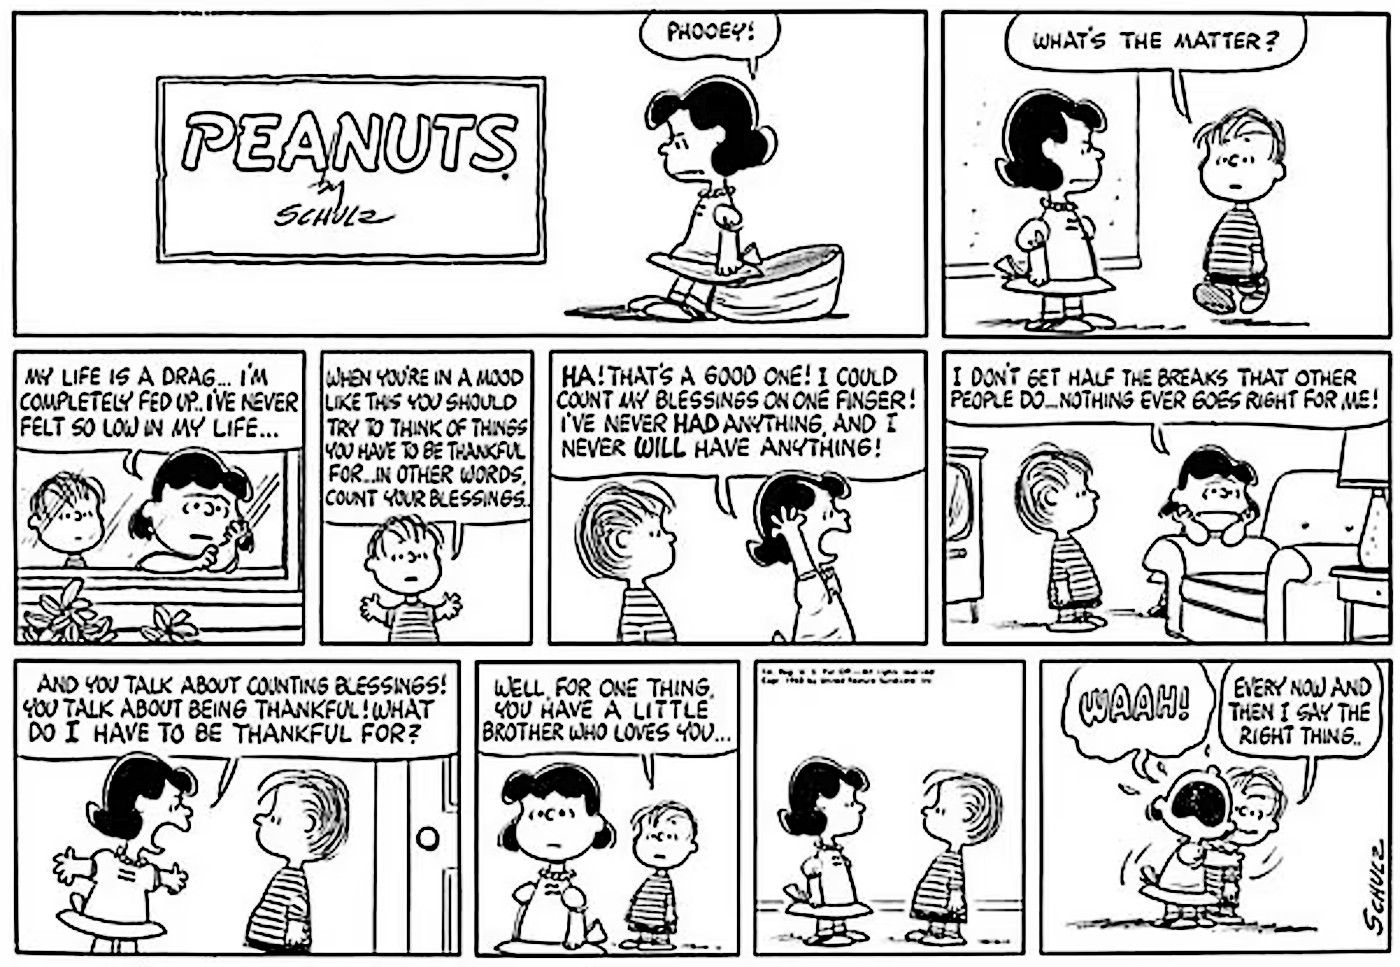 PEANUTS
by
SCHULZ
PHOOEY!
WHAT'S THE MATTER?
MY LIFE IS A DRAG... I'M
COMPLETELY FED UP.. I'VE NEVER
FELT SO LOW IN MY LIFE...
WHEN YOU'RE IN A MOOD
LIKE THIS YOU SHOULD
TRY TO THINK OF THINGS
YOU HAVE TO BE THANKFUL
FOR... IN OTHER WORDS,
COUNT YOUR BLESSINGS..
HA! THAT'S A GOOD ONE! I COULD
COUNT MY BLESSINGS ON ONE FINGER!
I'VE NEVER HAD ANYTHING, AND I
NEVER WILL HAVE ANYTHING!
I DON'T GET HALF THE BREAKS THAT OTHER
PEOPLE DO... NOTHING EVER GOES RIGHT FOR ME!
AND YOU TALK ABOUT COUNTING BLESSINGS!
YOU TALK ABOUT BEING THANKFUL! WHAT
DO I HAVE TO BE THANKFUL FOR?
WELL, FOR ONE THING,
YOU HAVE A LITTLE
BROTHER WHO LOVES YOU...
WAAH!
EVERY NOW AND
THEN I SAY THE
RIGHT THING..
SCHULZ